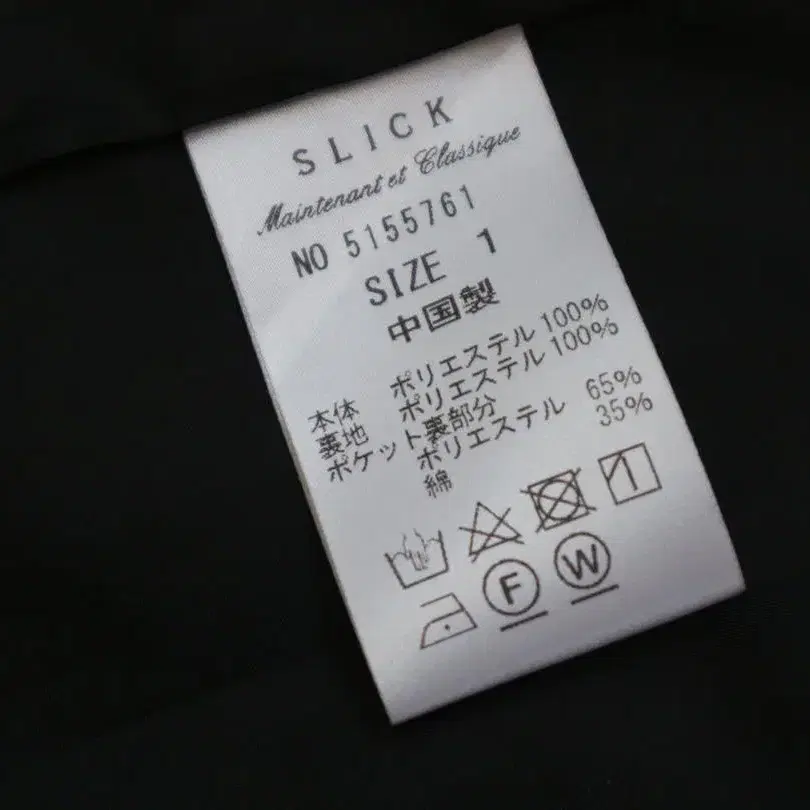 SLICK
Maintenant et Classique
NO 5155761
SIZE 1
中国製
本体 ポリエステル 100%
裏地 ポリエステル 100%
ポケット裏部分
ポリエステル 65%
綿 35%
F W